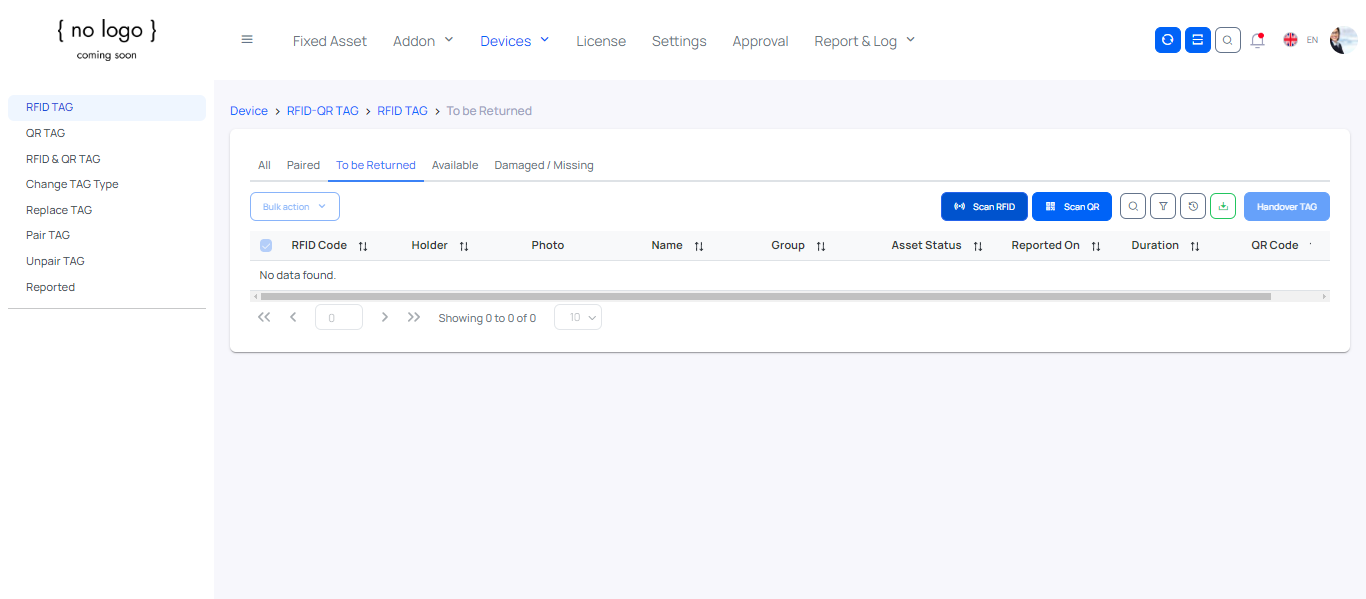 { no logo }
coming soon
Fixed Asset Addon Devices License Settings Approval Report & Log EN
RFID TAG
QR TAG
RFID & QR TAG
Change TAG Type
Replace TAG
Pair TAG
Unpair TAG
Reported
Device > RFID-QR TAG > RFID TAG > To be Returned
All Paired To be Returned Available Damaged / Missing
Bulk action Scan RFID Scan QR Handover TAG
RFID Code Holder Photo Name Group Asset Status Reported On Duration QR Code
No data found.
0 Showing 0 to 0 of 0 10